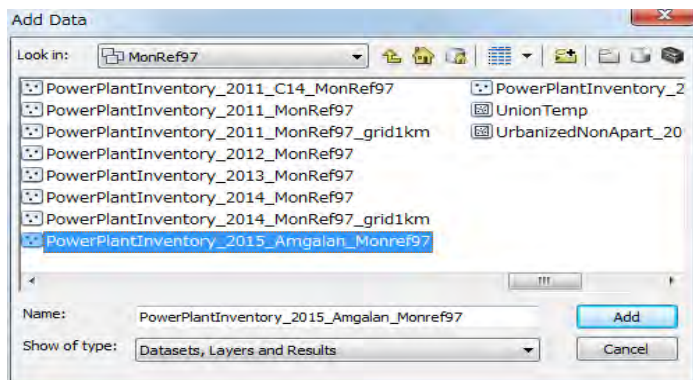 Add Data
Look in: MonRef97
PowerPlantInventory_2011_C14_MonRef97
PowerPlantInventory_2011_MonRef97
PowerPlantInventory_2011_MonRef97_grid1km
PowerPlantInventory_2012_MonRef97
PowerPlantInventory_2013_MonRef97
PowerPlantInventory_2014_MonRef97
PowerPlantInventory_2014_MonRef97_grid1km
PowerPlantInventory_2015_Amgalan_Monref97
PowerPlantInventory_2
UnionTemp
UrbanizedNonApart_20
Name: PowerPlantInventory_2015_Amgalan_Monref97 Add
Show of type: Datasets, Layers and Results Cancel